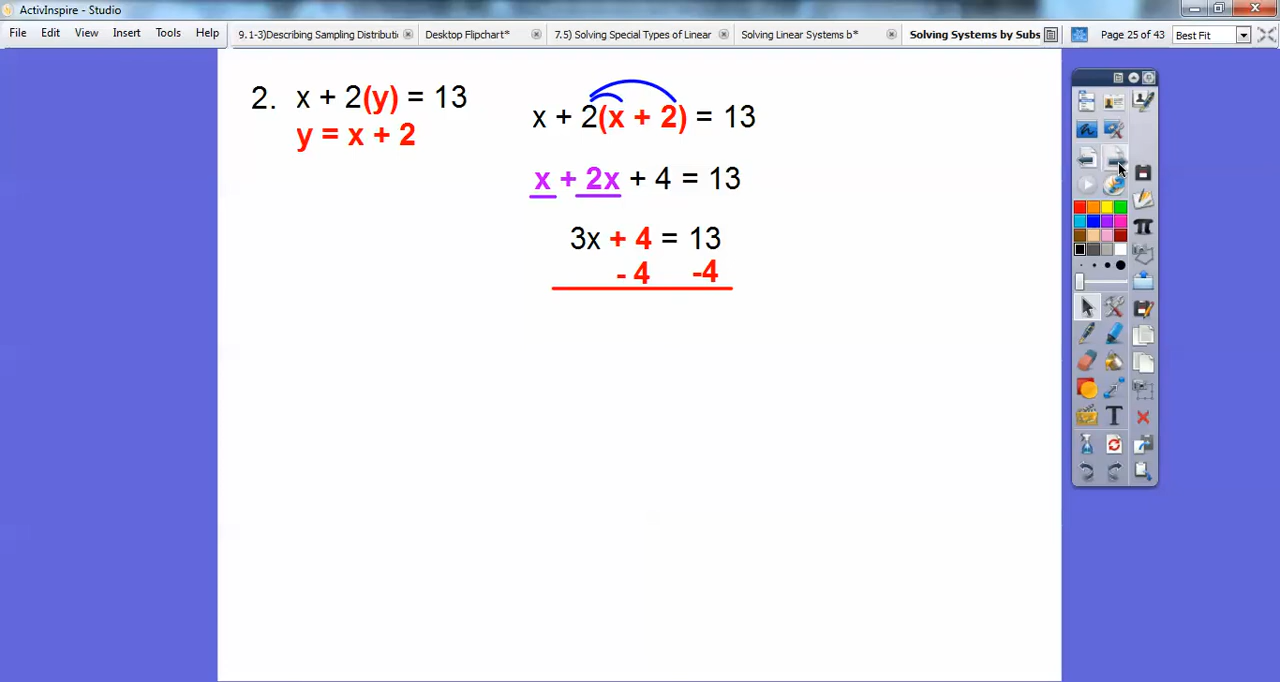 ActivInspire - Studio
File Edit View Insert Tools Help
9.1-3)Describing Sampling Distributi Desktop Flipchart* 7.5) Solving Special Types of Linear Solving Linear Systems b* Solving Systems by Subs Page 25 of 43 Best Fit
2. x + 2(y) = 13
y = x + 2
x + 2(x + 2) = 13
x + 2x + 4 = 13
3x + 4 = 13
- 4 -4